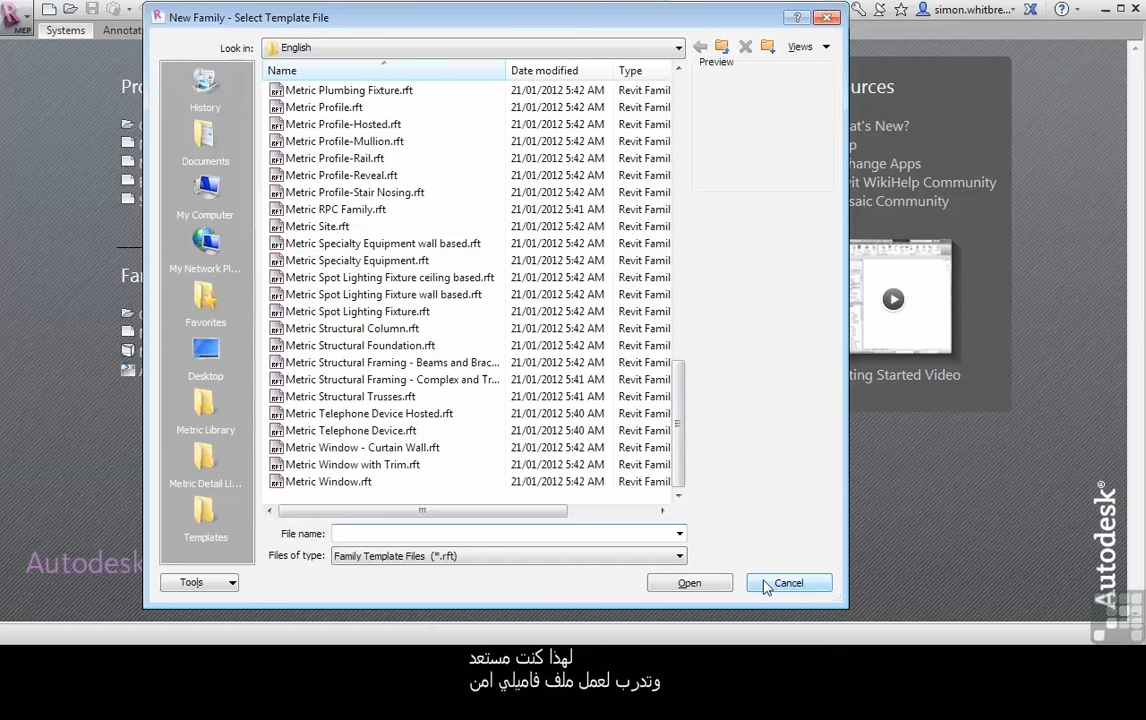 New Family - Select Template File
simon.whitbre...
MEP
Systems
Annotat
Look in:
English
Views
Name
Date modified
Type
Preview
Metric Plumbing Fixture.rft 21/01/2012 5:42 AM Revit Famil
Metric Profile.rft 21/01/2012 5:42 AM Revit Famil
Metric Profile-Hosted.rft 21/01/2012 5:42 AM Revit Famil
Metric Profile-Mullion.rft 21/01/2012 5:42 AM Revit Famil
Metric Profile-Rail.rft 21/01/2012 5:42 AM Revit Famil
Metric Profile-Reveal.rft 21/01/2012 5:42 AM Revit Famil
Metric Profile-Stair Nosing.rft 21/01/2012 5:42 AM Revit Famil
Metric RPC Family.rft 21/01/2012 5:41 AM Revit Famil
Metric Site.rft 21/01/2012 5:42 AM Revit Famil
Metric Specialty Equipment wall based.rft 21/01/2012 5:42 AM Revit Famil
Metric Specialty Equipment.rft 21/01/2012 5:42 AM Revit Famil
Metric Spot Lighting Fixture ceiling based.rft 21/01/2012 5:42 AM Revit Famil
Metric Spot Lighting Fixture wall based.rft 21/01/2012 5:42 AM Revit Famil
Metric Spot Lighting Fixture.rft 21/01/2012 5:42 AM Revit Famil
Metric Structural Column.rft 21/01/2012 5:42 AM Revit Famil
Metric Structural Foundation.rft 21/01/2012 5:42 AM Revit Famil
Metric Structural Framing - Beams and Brac... 21/01/2012 5:42 AM Revit Famil
Metric Structural Framing - Complex and Tr... 21/01/2012 5:41 AM Revit Famil
Metric Structural Trusses.rft 21/01/2012 5:41 AM Revit Famil
Metric Telephone Device Hosted.rft 21/01/2012 5:40 AM Revit Famil
Metric Telephone Device.rft 21/01/2012 5:40 AM Revit Famil
Metric Window - Curtain Wall.rft 21/01/2012 5:42 AM Revit Famil
Metric Window with Trim.rft 21/01/2012 5:42 AM Revit Famil
Metric Window.rft 21/01/2012 5:42 AM Revit Famil
History
Documents
My Computer
My Network Pl...
Favorites
Desktop
Metric Library
Metric Detail Li...
Templates
File name:
Files of type:
Family Template Files (*.rft)
Tools
Open
Cancel
Pro
Fa
urces
at's New?
p
hange Apps
vit WikiHelp Community
saic Community
ting Started Video
Autodesk
Autodesk®
لهذا كنت مستعد
وتدرب لعمل ملف فاميلي امن